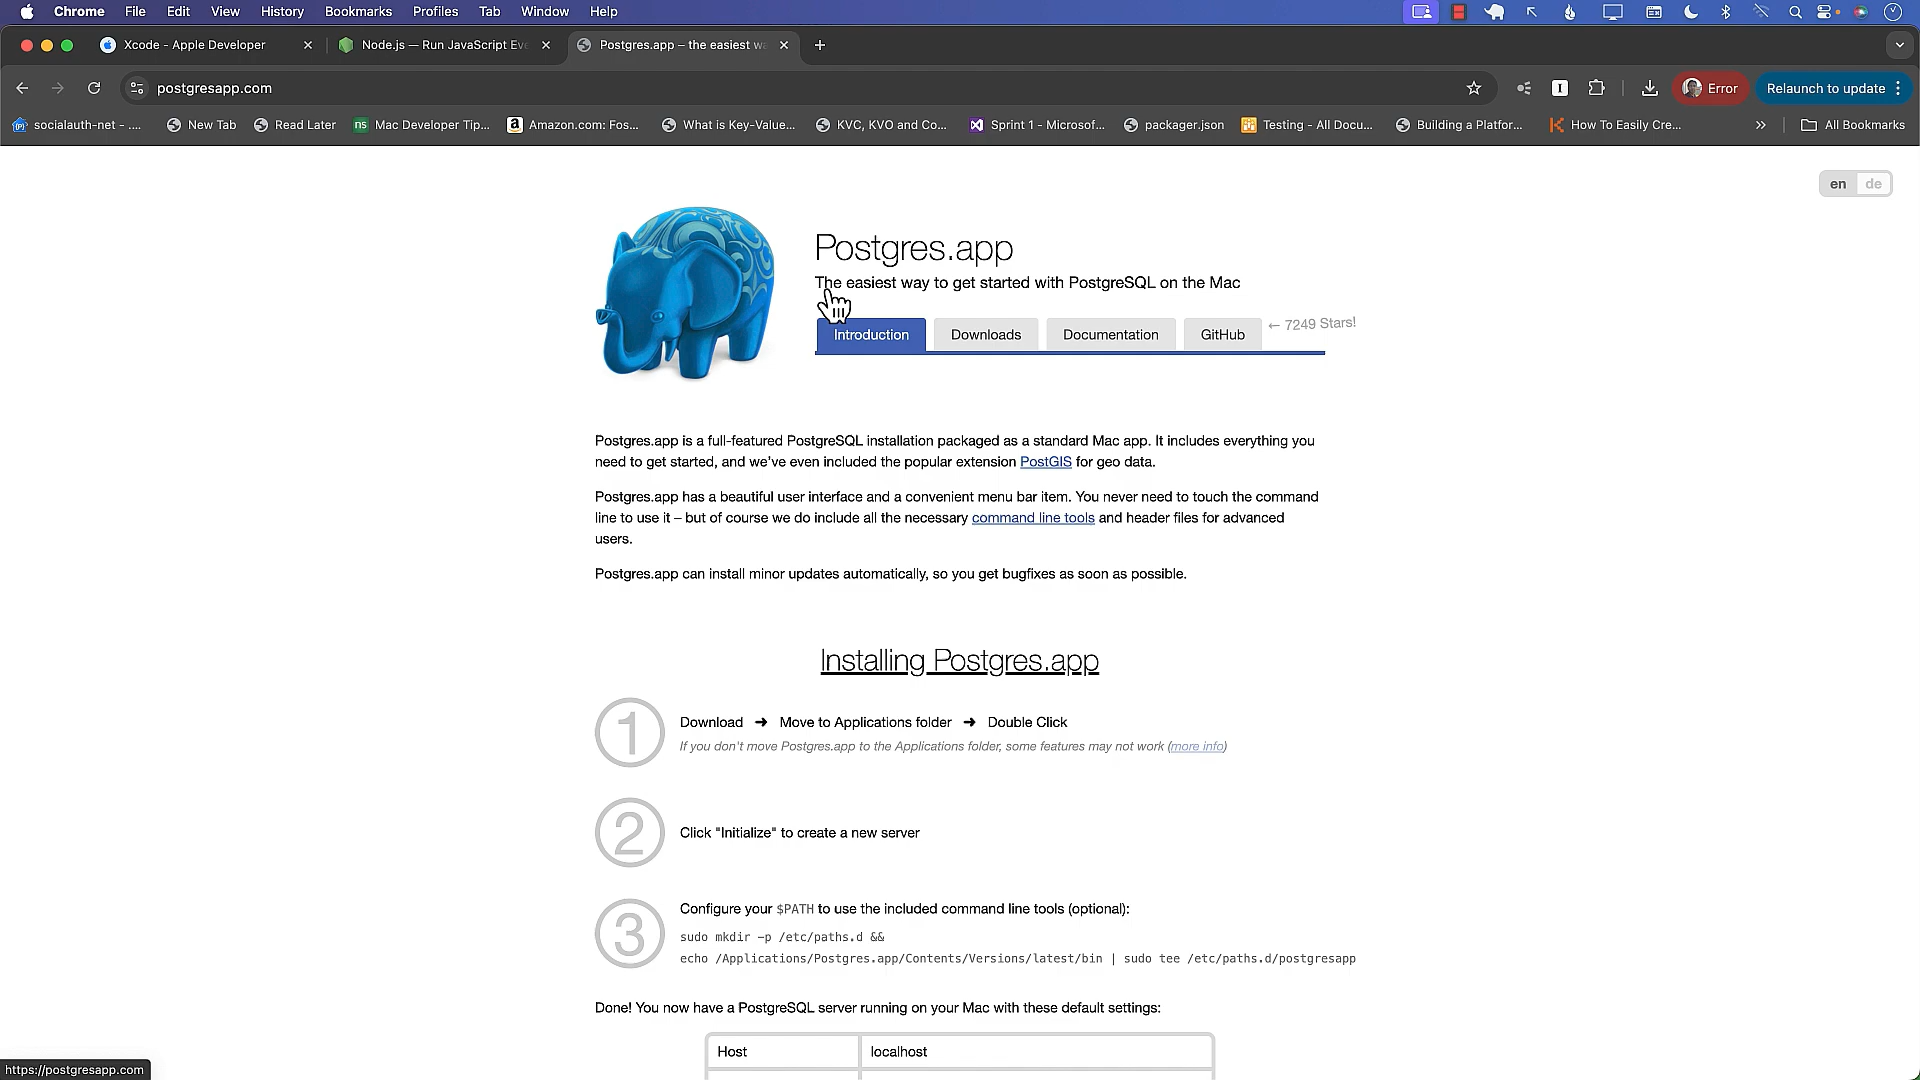 Chrome File Edit View History Bookmarks Profiles Tab Window Help
Xcode - Apple Developer
Node.js — Run JavaScript Eve
Postgres.app – the easiest wa
postgresapp.com
Error
Relaunch to update
socialauth-net - ....
New Tab
Read Later
Mac Developer Tip...
Amazon.com: Fos...
What is Key-Value...
KVC, KVO and Co...
Sprint 1 - Microsof...
packager.json
Testing - All Docu...
Building a Platfor...
How To Easily Cre...
All Bookmarks
en de
Postgres.app
The easiest way to get started with PostgreSQL on the Mac
Introduction Downloads Documentation GitHub ← 7249 Stars!
Postgres.app is a full-featured PostgreSQL installation packaged as a standard Mac app. It includes everything you
need to get started, and we’ve even included the popular extension PostGIS for geo data.
Postgres.app has a beautiful user interface and a convenient menu bar item. You never need to touch the command
line to use it – but of course we do include all the necessary command line tools and header files for advanced
users.
Postgres.app can install minor updates automatically, so you get bugfixes as soon as possible.
Installing Postgres.app
1
Download ➜ Move to Applications folder ➜ Double Click
If you don't move Postgres.app to the Applications folder, some features may not work (more info)
2
Click "Initialize" to create a new server
3
Configure your $PATH to use the included command line tools (optional):
sudo mkdir -p /etc/paths.d &&
echo /Applications/Postgres.app/Contents/Versions/latest/bin | sudo tee /etc/paths.d/postgresapp
Done! You now have a PostgreSQL server running on your Mac with these default settings:
Host localhost
https://postgresapp.com